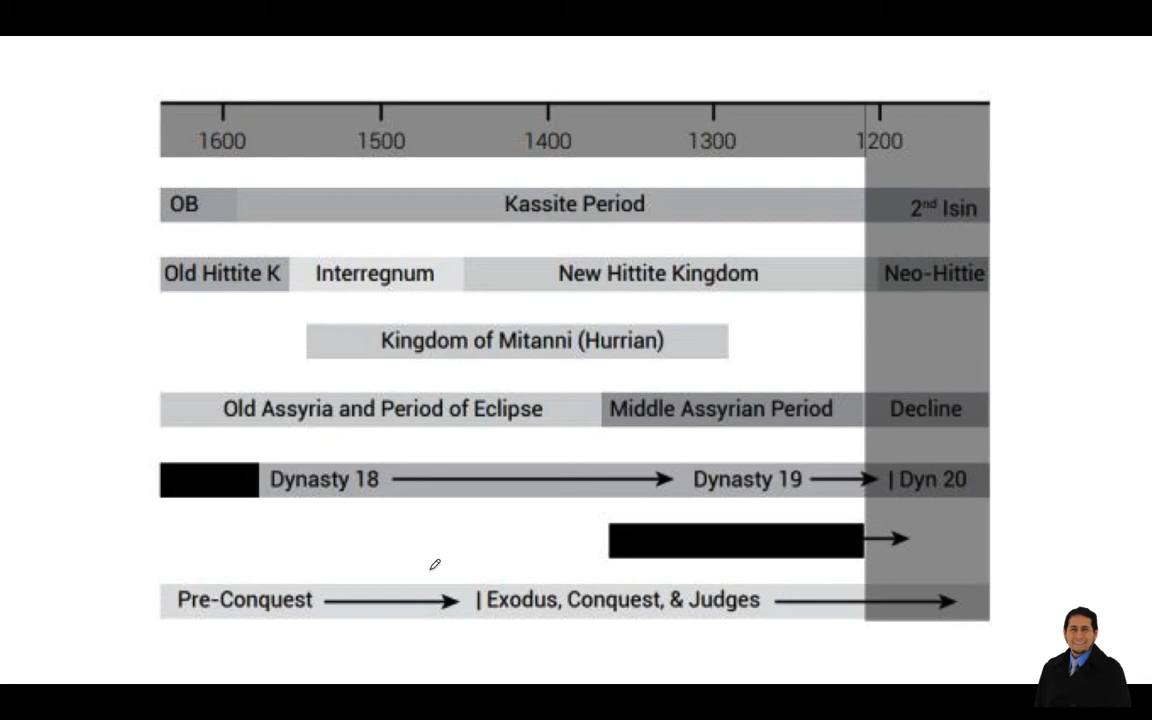 1600 1500 1400 1300 1200
OB Kassite Period 2nd Isin
Old Hittite K Interregnum New Hittite Kingdom Neo-Hittie
Kingdom of Mitanni (Hurrian)
Old Assyria and Period of Eclipse Middle Assyrian Period Decline
Dynasty 18 Dynasty 19 | Dyn 20
Pre-Conquest | Exodus, Conquest, & Judges